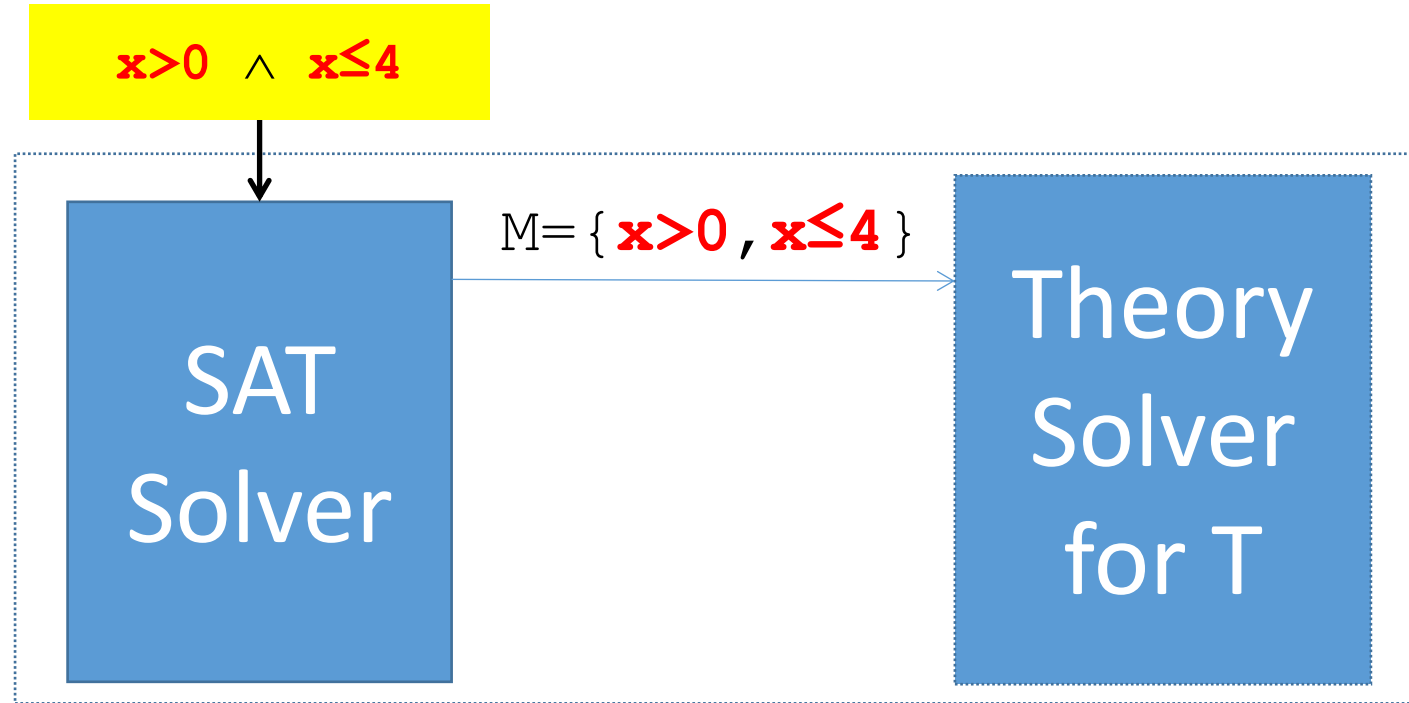 x>0 ∧ x≤4
M={x>0,x≤4}
SAT
Solver
Theory
Solver
for T